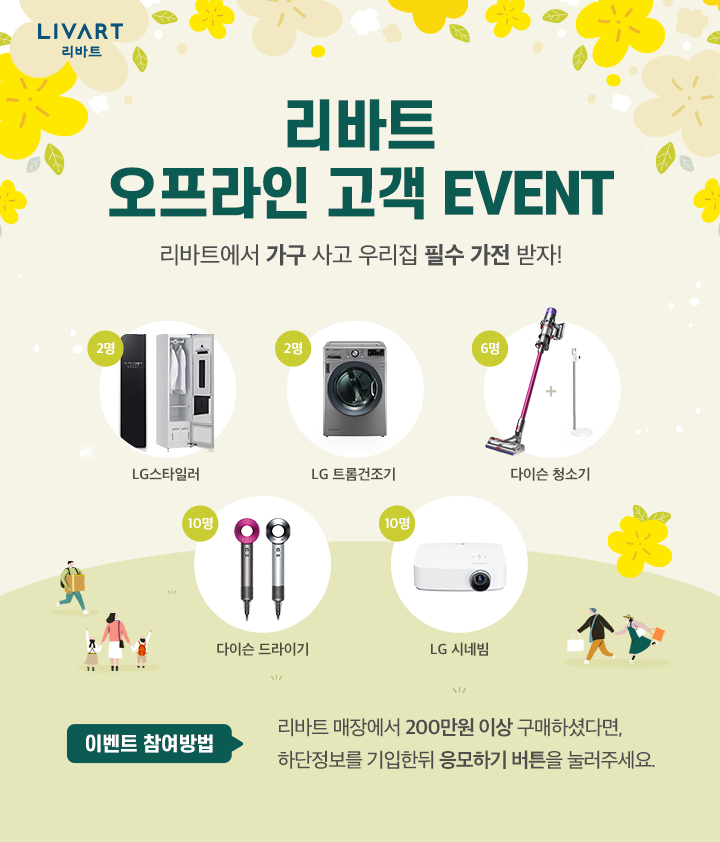 LIVART
리바트
리바트
오프라인 고객 EVENT
리바트에서 가구 사고 우리집 필수 가전 받자!
2명
2명
6명
+
LG스타일러
LG 트롬건조기
다이슨 청소기
10명
10명
다이슨 드라이기
LG 시네빔
이벤트 참여방법
리바트 매장에서 200만원 이상 구매하셨다면,
하단정보를 기입한뒤 응모하기 버튼을 눌러주세요.